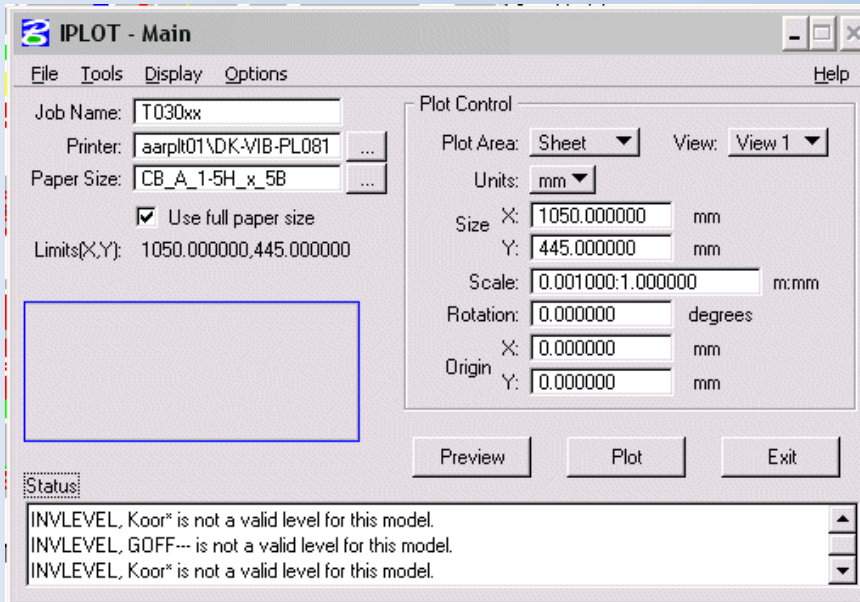 IPLOT - Main
File Tools Display Options Help
Job Name: T030xx
Printer: aarplt01\DK-VIB-PL081 ...
Paper Size: CB_A_1-5H_x_5B ...
Use full paper size
Limits(X,Y): 1050.000000,445.000000
Plot Control
Plot Area: Sheet View: View 1
Units: mm
Size X: 1050.000000 mm
Y: 445.000000 mm
Scale: 0.001000:1.000000 m:mm
Rotation: 0.000000 degrees
Origin X: 0.000000 mm
Y: 0.000000 mm
Preview Plot Exit
Status
INVLEVEL, Koor* is not a valid level for this model.
INVLEVEL, GOFF--- is not a valid level for this model.
INVLEVEL, Koor* is not a valid level for this model.